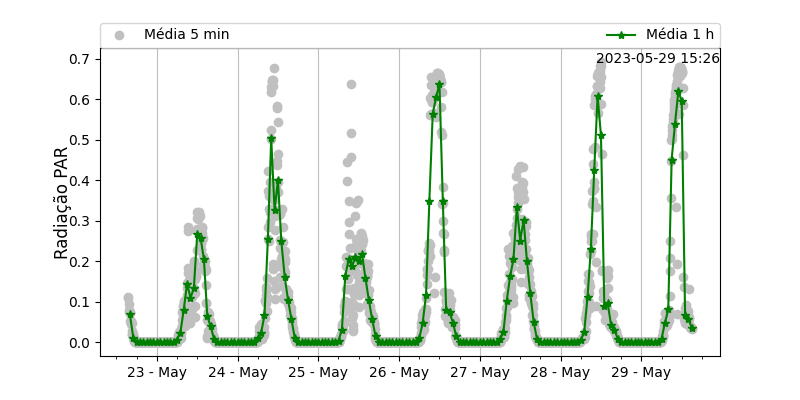 Média 5 min
Média 1 h
2023-05-29 15:26
Radiação PAR
0.7
0.6
0.5
0.4
0.3
0.2
0.1
0.0
23 - May
24 - May
25 - May
26 - May
27 - May
28 - May
29 - May